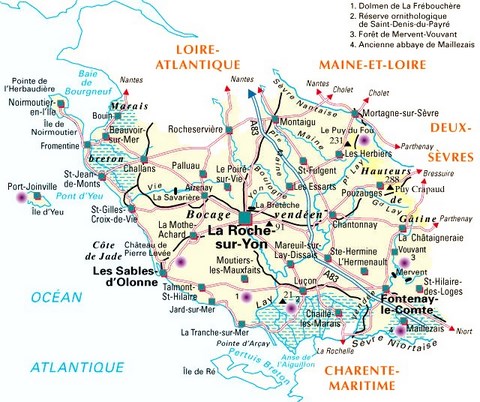 1. Dolmen de La Frébouchère
2. Réserve ornithologique
de Saint-Denis-du-Payré
3. Forêt de Mervent-Vouvant
4. Ancienne abbaye de Maillezais
LOIRE-
ATLANTIQUE
MAINE-ET-LOIRE
DEUX-
SÈVRES
CHARENTE-
MARITIME
OCÉAN
ATLANTIQUE
Baie
de
Bourgneuf
Pointe de
l'Herbaudière
Noirmoutier-
en-l'Île
Île de
Noirmoutier
Fromentine
Nantes
Marais
Bouin
Beauvoir-
sur-Mer
breton
Challans
St-Jean-
de-Monts
Port-Joinville
Île d'Yeu
Pont d'Yeu
St-Gilles-
Croix-de-Vie
Côte
de Jade
Château de
Pierre Levée
Les Sables-
d'Olonne
Nantes
Rocheservière
A83
Palluau
Vie
Aizenay
La Savarière
Le Poiré-
sur-Vie
Bocage
vendéen
La Roche-
sur-Yon
La Mothe-
Achard
91
La Bretèche
Nantes
Cholet
Cholet
Sèvre Nantaise
Montaigu
Mortagne-sur-Sèvre
Maine
Le Puy du Fou
231
Les Herbiers
Parthenay
St-Fulgent
Les Essarts
Pouzauges
288
Puy Crapaud
Bressuire
Hauts
Hauteurs
de
Gâtine
Lay
Parthenay
Chantonnay
La Châtaigneraie
Mareuil-sur-
Lay-Dissais
Ste-Hermine
L'Hermenault
Vouvant
3
Mervent
St-Hilaire-
des-Loges
Moutiers-
les-Mauxfaits
Talmont-
St-Hilaire
Jard-sur-Mer
1
Lay
21
2
Luçon
A83
Vendée
Fontenay-
le-Comte
Chaillé-
les-Marais
4
Maillezais
Niort
La Tranche-sur-Mer
Pointe d'Arçay
Anse de
l'Aiguillon
La Rochelle
Sèvre Niortaise
Île de Ré
Pertuis Breton